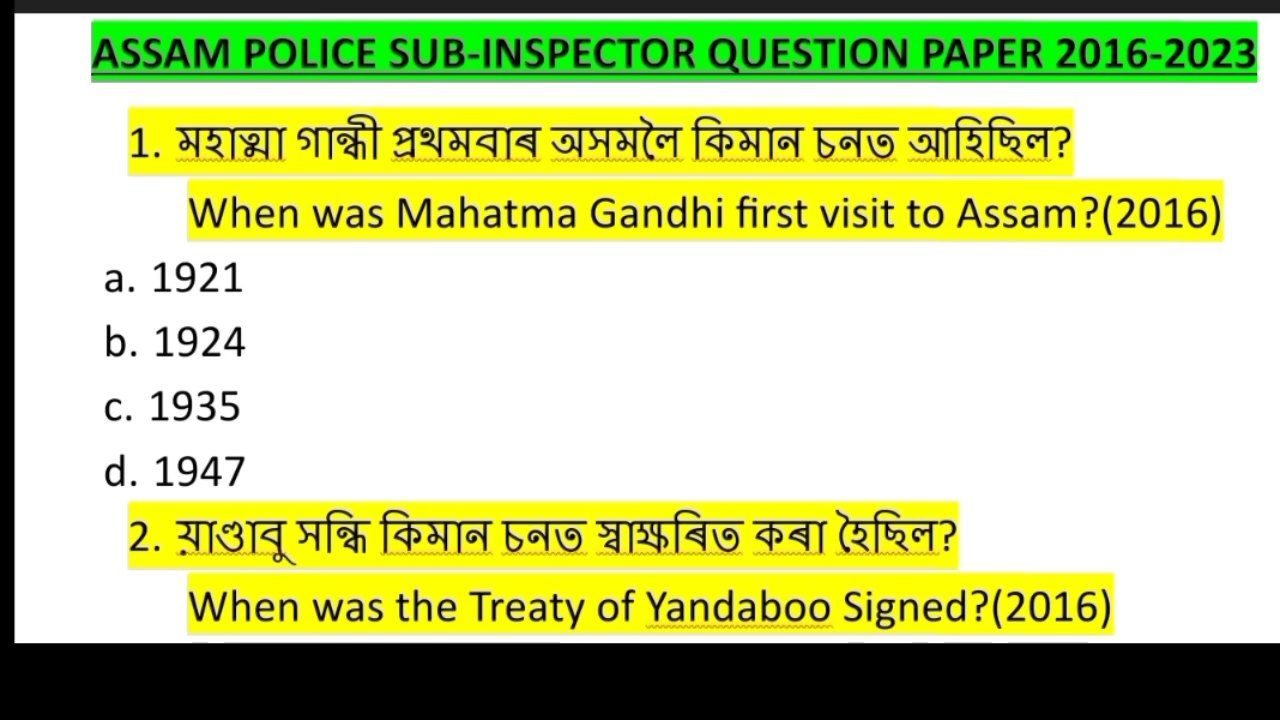 ASSAM POLICE SUB-INSPECTOR QUESTION PAPER 2016-2023
1. মহাত্মা গান্ধী প্ৰথমবাৰ অসমলৈ কিমান চনত আহিছিল?
When was Mahatma Gandhi first visit to Assam?(2016)
a. 1921
b. 1924
c. 1935
d. 1947
2. য়াণ্ডাবু সন্ধি কিমান চনত স্বাক্ষৰিত কৰা হৈছিল?
When was the Treaty of Yandaboo Signed?(2016)